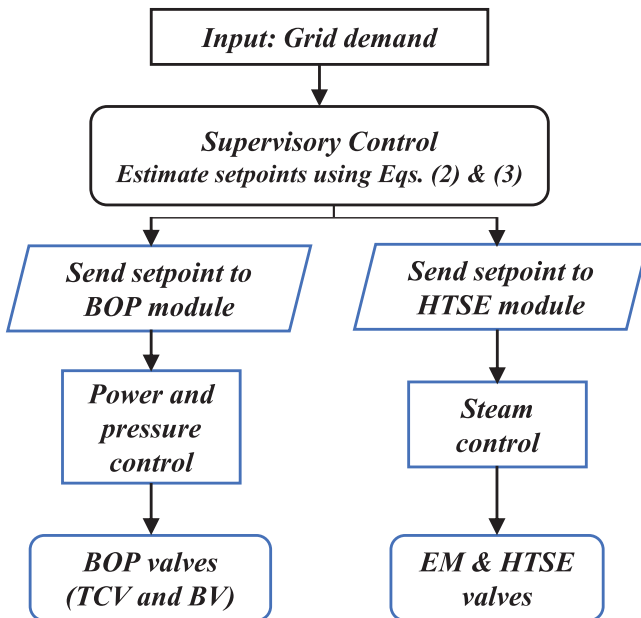 Input: Grid demand
Supervisory Control
Estimate setpoints using Eqs. (2) & (3)
Send setpoint to
BOP module
Send setpoint to
HTSE module
Power and
pressure
control
Steam
control
BOP valves
(TCV and BV)
EM & HTSE
valves